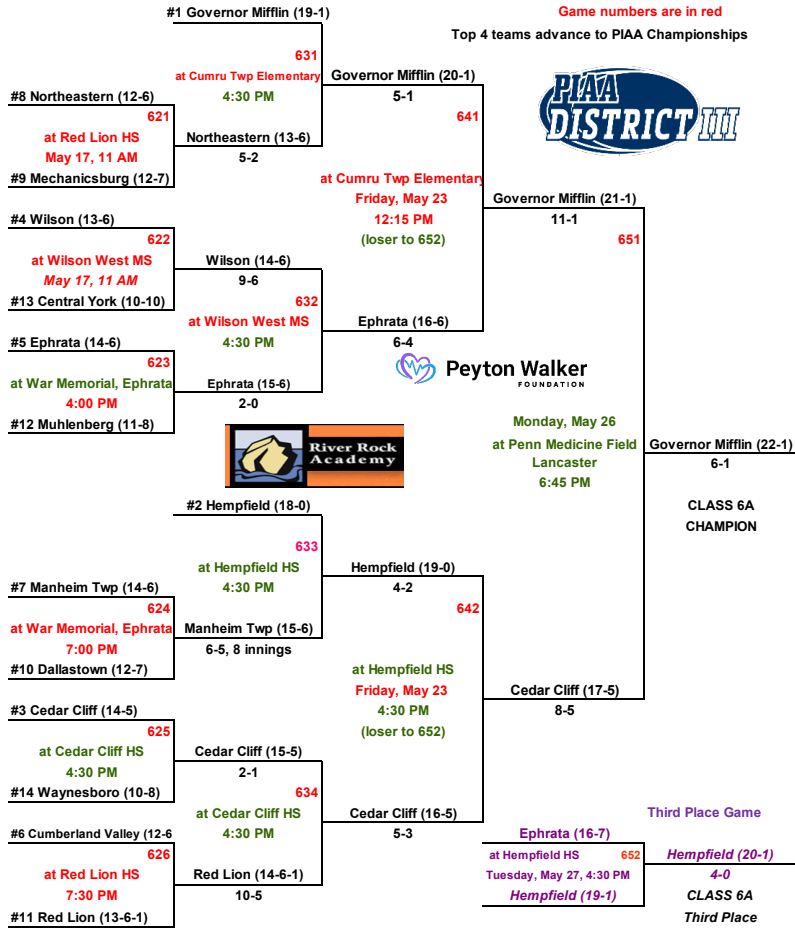 #1 Governor Mifflin (19-1)
Game numbers are in red
Top 4 teams advance to PIAA Championships
631
at Cumru Twp Elementary
4:30 PM
Governor Mifflin (20-1)
5-1
PIAA
DISTRICT III
#8 Northeastern (12-6)
621
at Red Lion HS
May 17, 11 AM
#9 Mechanicsburg (12-7)
Northeastern (13-6)
5-2
641
at Cumru Twp Elementary
Friday, May 23
12:15 PM
(loser to 652)
Governor Mifflin (21-1)
11-1
651
#4 Wilson (13-6)
622
at Wilson West MS
May 17, 11 AM
#13 Central York (10-10)
Wilson (14-6)
9-6
632
at Wilson West MS
4:30 PM
Ephrata (16-6)
6-4
#5 Ephrata (14-6)
623
at War Memorial, Ephrata
4:00 PM
#12 Muhlenberg (11-8)
Ephrata (15-6)
2-0
Peyton Walker
FOUNDATION
River Rock
Academy
Monday, May 26
at Penn Medicine Field
Lancaster
6:45 PM
Governor Mifflin (22-1)
6-1
CLASS 6A
CHAMPION
#2 Hempfield (18-0)
633
at Hempfield HS
4:30 PM
Hempfield (19-0)
4-2
#7 Manheim Twp (14-6)
624
at War Memorial, Ephrata
7:00 PM
#10 Dallastown (12-7)
Manheim Twp (15-6)
6-5, 8 innings
642
at Hempfield HS
Friday, May 23
4:30 PM
(loser to 652)
Cedar Cliff (17-5)
8-5
#3 Cedar Cliff (14-5)
625
at Cedar Cliff HS
4:30 PM
#14 Waynesboro (10-8)
Cedar Cliff (15-5)
2-1
634
at Cedar Cliff HS
4:30 PM
Cedar Cliff (16-5)
5-3
#6 Cumberland Valley (12-6
626
at Red Lion HS
7:30 PM
#11 Red Lion (13-6-1)
Red Lion (14-6-1)
10-5
Third Place Game
Ephrata (16-7)
at Hempfield HS 652
Tuesday, May 27, 4:30 PM
Hempfield (19-1)
Hempfield (20-1)
4-0
CLASS 6A
Third Place